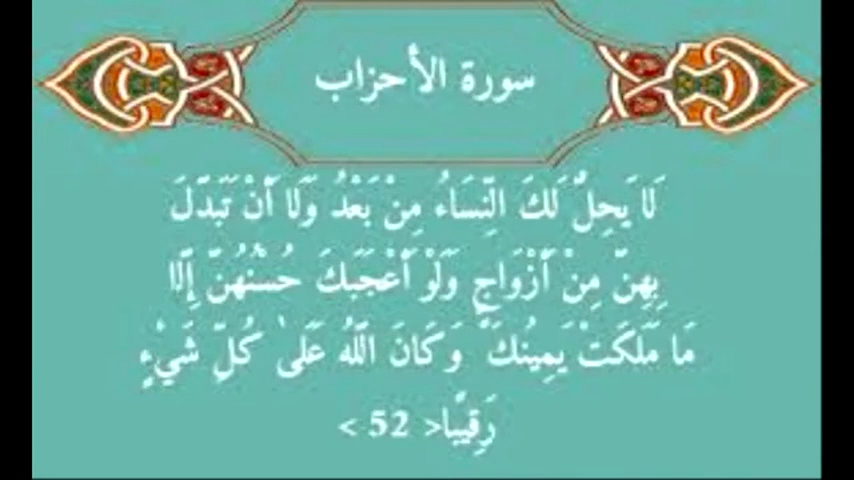 سورة الأحزاب
لَا يَحِلُّ لَكَ النِّسَاءُ مِنْ بَعْدُ وَلَا أَنْ تَبَدَّلَ
بِهِنَّ مِنْ أَزْوَاجٍ وَلَوْ أَعْجَبَكَ حُسْنُهُنَّ إِلَّا
مَا مَلَكَتْ يَمِينُكَ ۗ وَكَانَ اللَّهُ عَلَىٰ كُلِّ شَيْءٍ
رَقِيبًا< 52 >